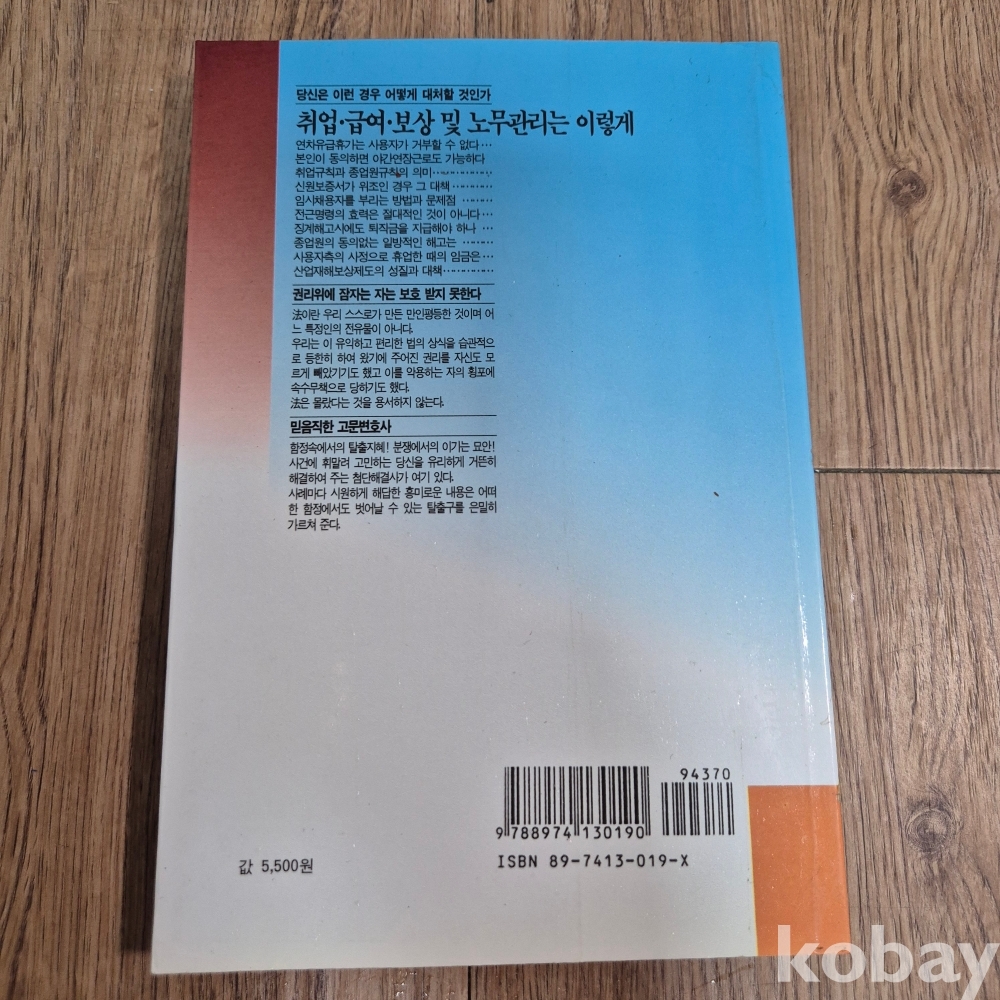 당신은 이런 경우 어떻게 대처할 것인가
취업·급여·보상 및 노무관리는 이렇게
연차유급휴가는 사용자가 거부할 수 없다…
본인이 동의하면 야간연장근로도 가능하다
취업규칙과 종업원규칙의 의미………………
신원보증서가 위조인 경우 그 대책…………
임시채용자를 부리는 방법과 문제점 ………
전근명령의 효력은 절대적인 것이 아니다…
징계해고시에도 퇴직금을 지급해야 하나 …
종업원의 동의없는 일방적인 해고는 ………
사용자측의 사정으로 휴업한 때의 임금은…
산업재해보상제도의 성질과 대책……………
권리위에 잠자는 자는 보호 받지 못한다
法이란 우리 스스로가 만든 만인평등한 것이며 어
느 특정인의 전유물이 아니다.
우리는 이 유익하고 편리한 법의 상식을 습관적으
로 등한히 하여 왔기에 주어진 권리를 자신도 모
르게 빼았기기도 했고 이를 악용하는 자의 횡포에
속수무책으로 당하기도 했다.
法은 몰랐다는 것을 용서하지 않는다.
믿음직한 고문변호사
함정속에서의 탈출지혜! 분쟁에서의 이기는 묘안!
사건에 휘말려 고민하는 당신을 유리하게 거뜬히
해결하여 주는 첨단해결사가 여기 있다.
사례마다 시원하게 해답한 흥미로운 내용은 어떠
한 함정에서도 벗어날 수 있는 탈출구를 은밀히
가르쳐 준다.
94370
9 788974 130190
ISBN 89-7413-019-X
값 5,500원
kobay